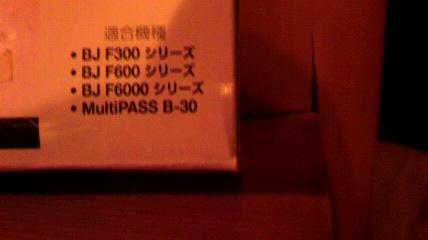 適合機種
• BJ F300 シリーズ
• BJ F600 シリーズ
• BJ F6000 シリーズ
• MultiPASS B-30